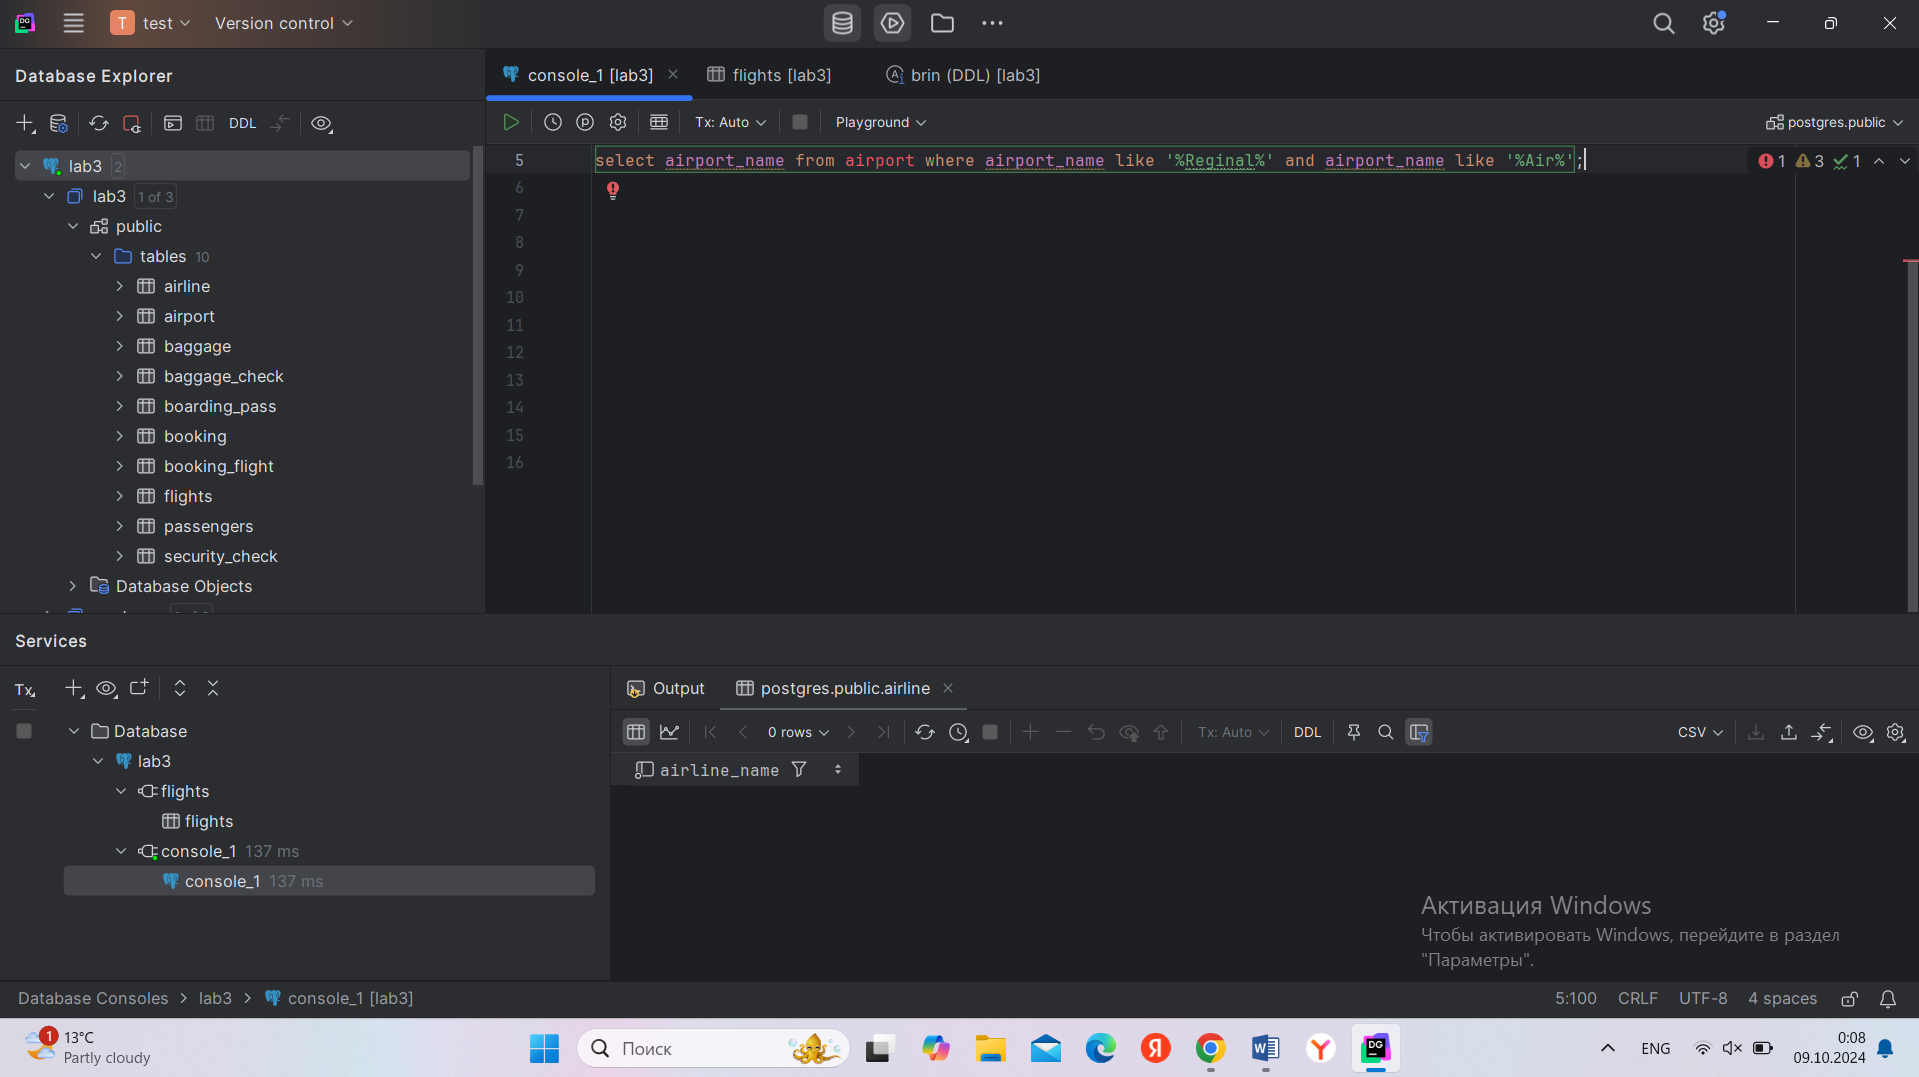 T test Version control
Database Explorer
console_1 [lab3] flights [lab3] brin (DDL) [lab3]
DDL
Tx: Auto Playground postgres.public
lab3 2
lab3 1 of 3
public
tables 10
airline
airport
baggage
baggage_check
boarding_pass
booking
booking_flight
flights
passengers
security_check
Database Objects
5 select airport_name from airport where airport_name like '%Reginal%' and airport_name like '%Air%'; 1 3 1
6
7
8
9
10
11
12
13
14
15
16
Services
Tx
Output postgres.public.airline
0 rows Tx: Auto DDL CSV
airline_name
Database
lab3
flights
flights
console_1 137 ms
console_1 137 ms
Активация Windows
Чтобы активировать Windows, перейдите в раздел
"Параметры".
Database Consoles > lab3 > console_1 [lab3] 5:100 CRLF UTF-8 4 spaces
1 13°C
Partly cloudy
Поиск
ENG
0:08
09.10.2024